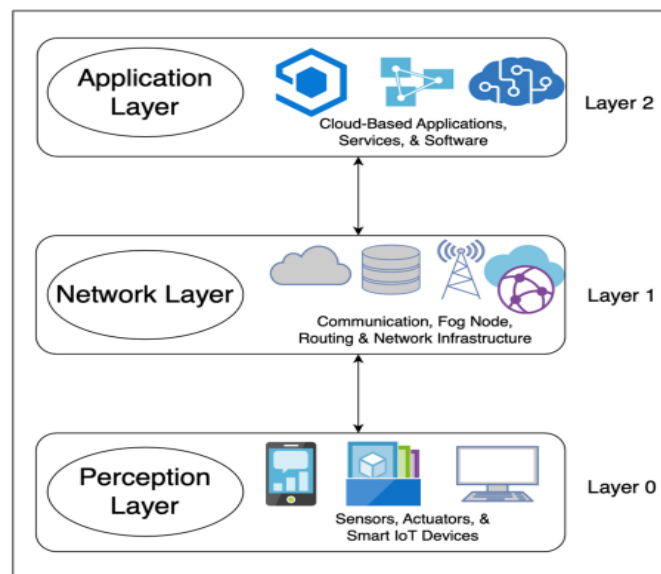 Application
Layer
Cloud-Based Applications,
Services, & Software
Layer 2
Network Layer
Communication, Fog Node,
Routing & Network Infrastructure
Layer 1
Perception
Layer
Sensors, Actuators, &
Smart IoT Devices
Layer 0